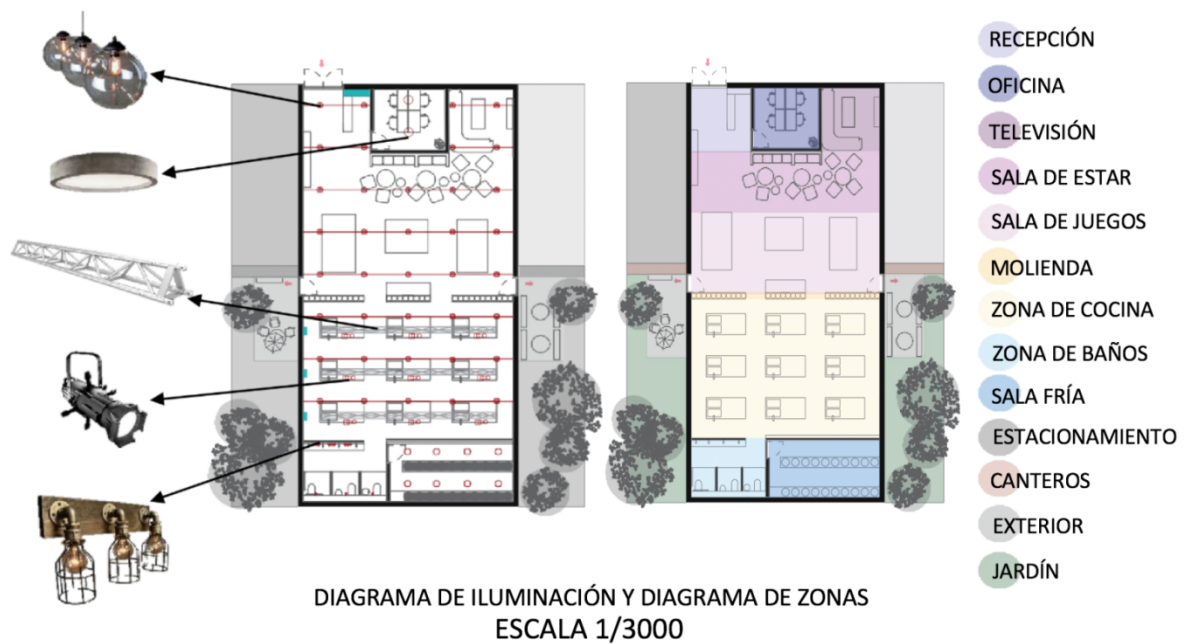 RECEPCIÓN
OFICINA
TELEVISIÓN
SALA DE ESTAR
SALA DE JUEGOS
MOLIENDA
ZONA DE COCINA
ZONA DE BAÑOS
SALA FRÍA
ESTACIONAMIENTO
CANTEROS
EXTERIOR
JARDÍN
DIAGRAMA DE ILUMINACIÓN Y DIAGRAMA DE ZONAS
ESCALA 1/3000